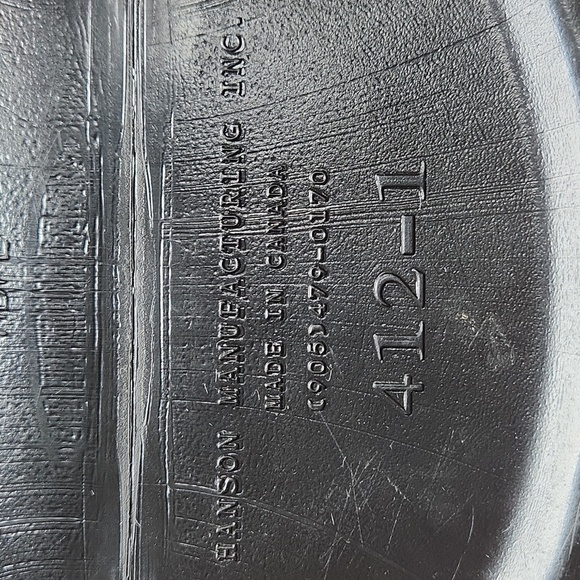 HANSON MANUFACTURING INC.
MADE IN CANADA
(905)479-0170
412-1